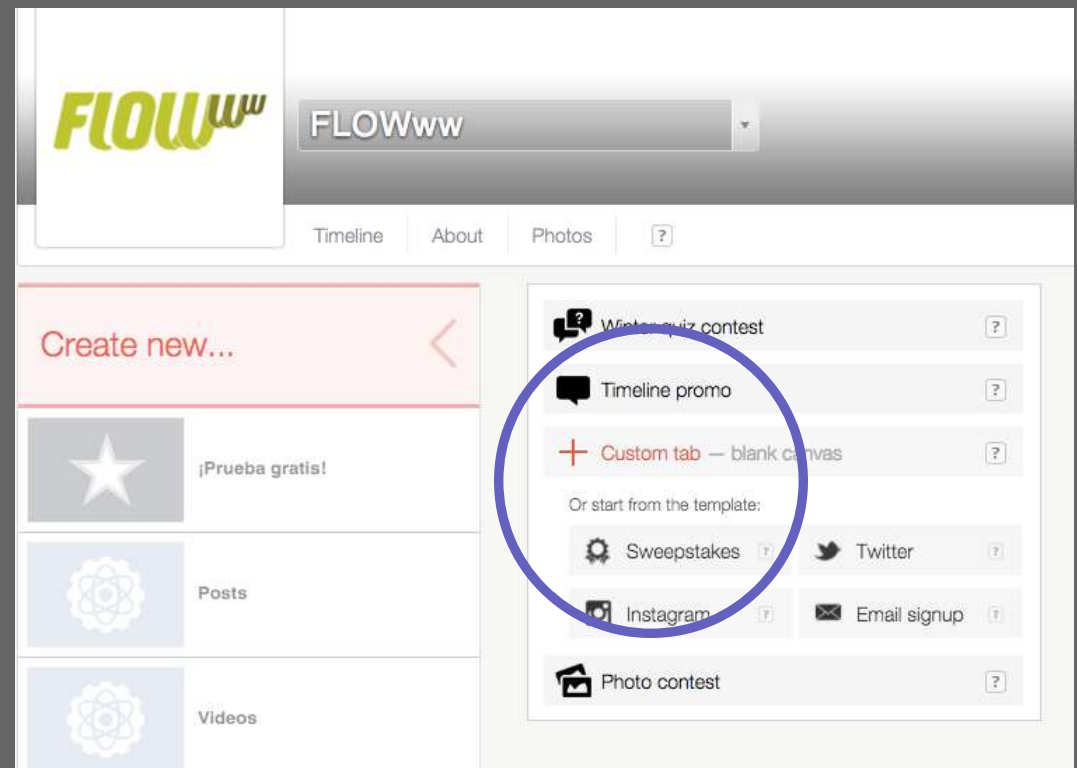 FLOWww
FLOWww
Timeline About Photos ?
Create new...
¡Prueba gratis!
Posts
Videos
Winter quiz contest ?
Timeline promo ?
Custom tab — blank canvas ?
Or start from the template:
Sweepstakes ? Twitter ?
Instagram ? Email signup ?
Photo contest ?